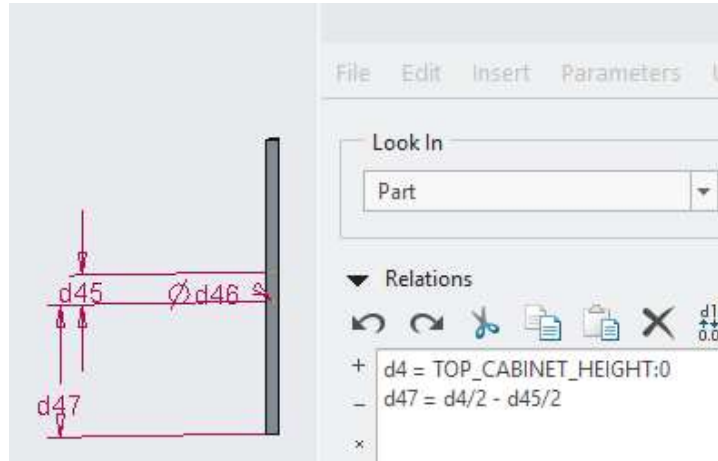 File Edit Insert Parameters
Look In
Part
Relations
d4 = TOP_CABINET_HEIGHT:0
d47 = d4/2 - d45/2
d45
Ød46
d47